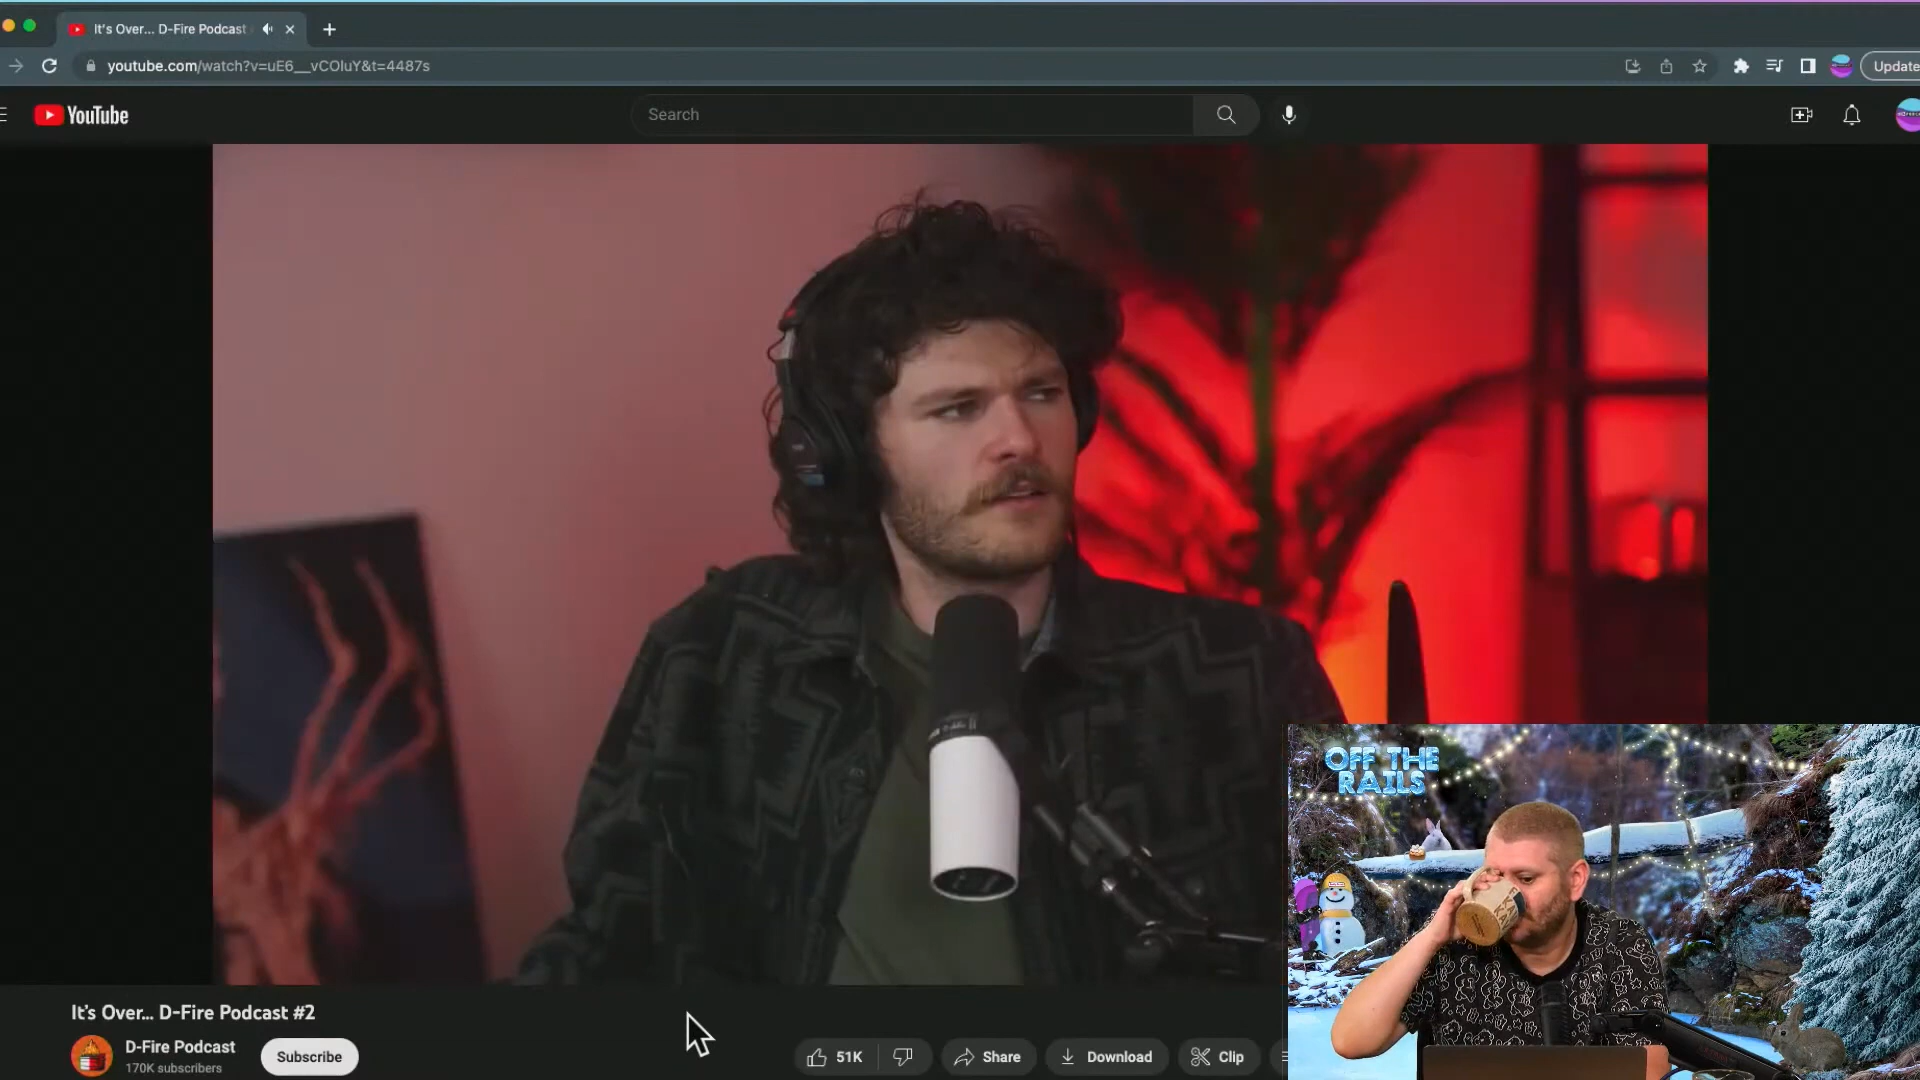 It's Over... D-Fire Podcast
youtube.com/watch?v=uE6__vCOluY&t=4487s
Update
YouTube
Search
OFF THE
RAILS
It's Over... D-Fire Podcast #2
D-Fire Podcast
170K subscribers
Subscribe
51K
Share
Download
Clip